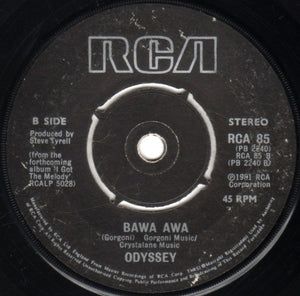 RCA
B SIDE
STEREO
Produced by
Steve Tyrell
RCA 85
(PB 2240)
RCA 85 B
(PB 2240 B)
(from the
forthcoming
album 'I Got
The Melody'
RCALP 5028)
℗1981 RCA
Corporation
45 RPM
BAWA AWA
(Gorgoni) Gorgoni Music/
Crystalane Music
ODYSSEY